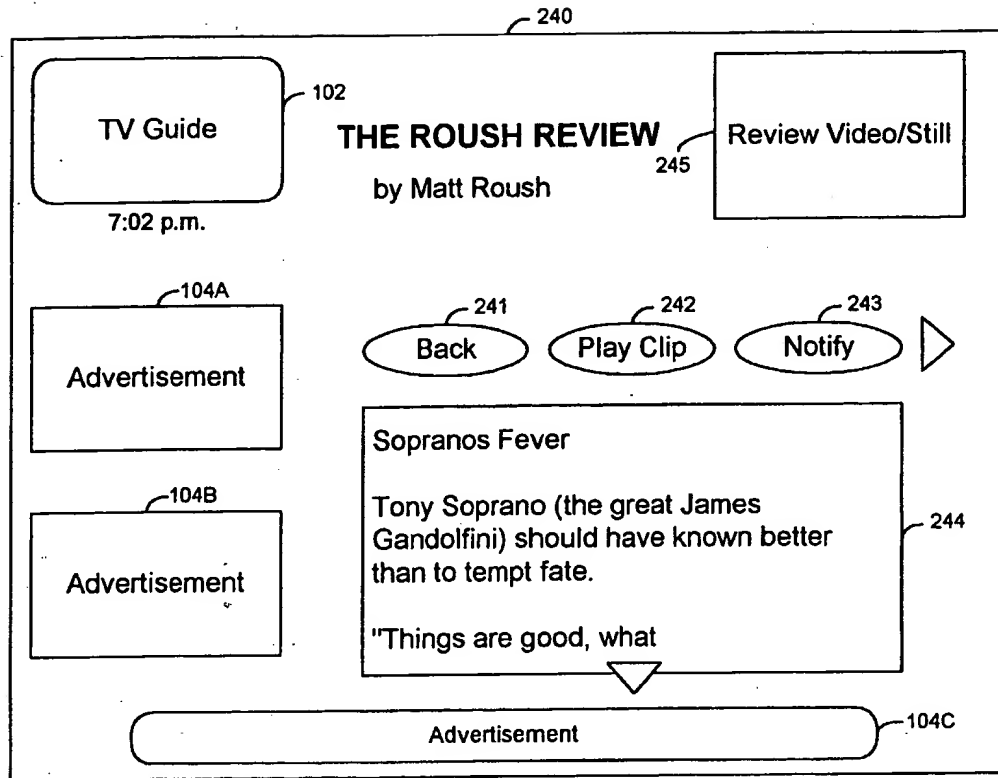 240
TV Guide
102
7:02 p.m.
THE ROUSH REVIEW
by Matt Roush
245
Review Video/Still
104A
Advertisement
104B
Advertisement
241
Back
242
Play Clip
243
Notify
Sopranos Fever
Tony Soprano (the great James
Gandolfini) should have known better
than to tempt fate.
"Things are good, what
244
Advertisement
104C